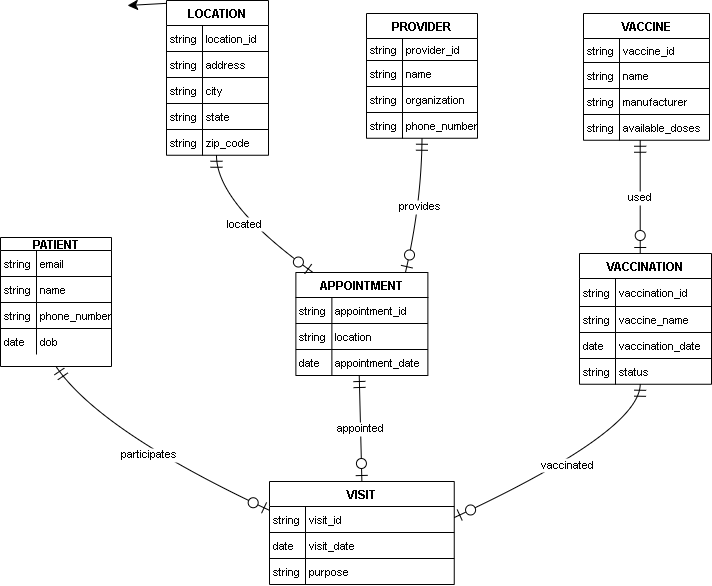 LOCATION
string location_id
string address
string city
string state
string zip_code
PROVIDER
string provider_id
string name
string organization
string phone_number
VACCINE
string vaccine_id
string name
string manufacturer
string available_doses
located
provides
used
PATIENT
string email
string name
string phone_number
date dob
APPOINTMENT
string appointment_id
string location
date appointment_date
VACCINATION
string vaccination_id
string vaccine_name
date vaccination_date
string status
participates
appointed
vaccinated
VISIT
string visit_id
date visit_date
string purpose